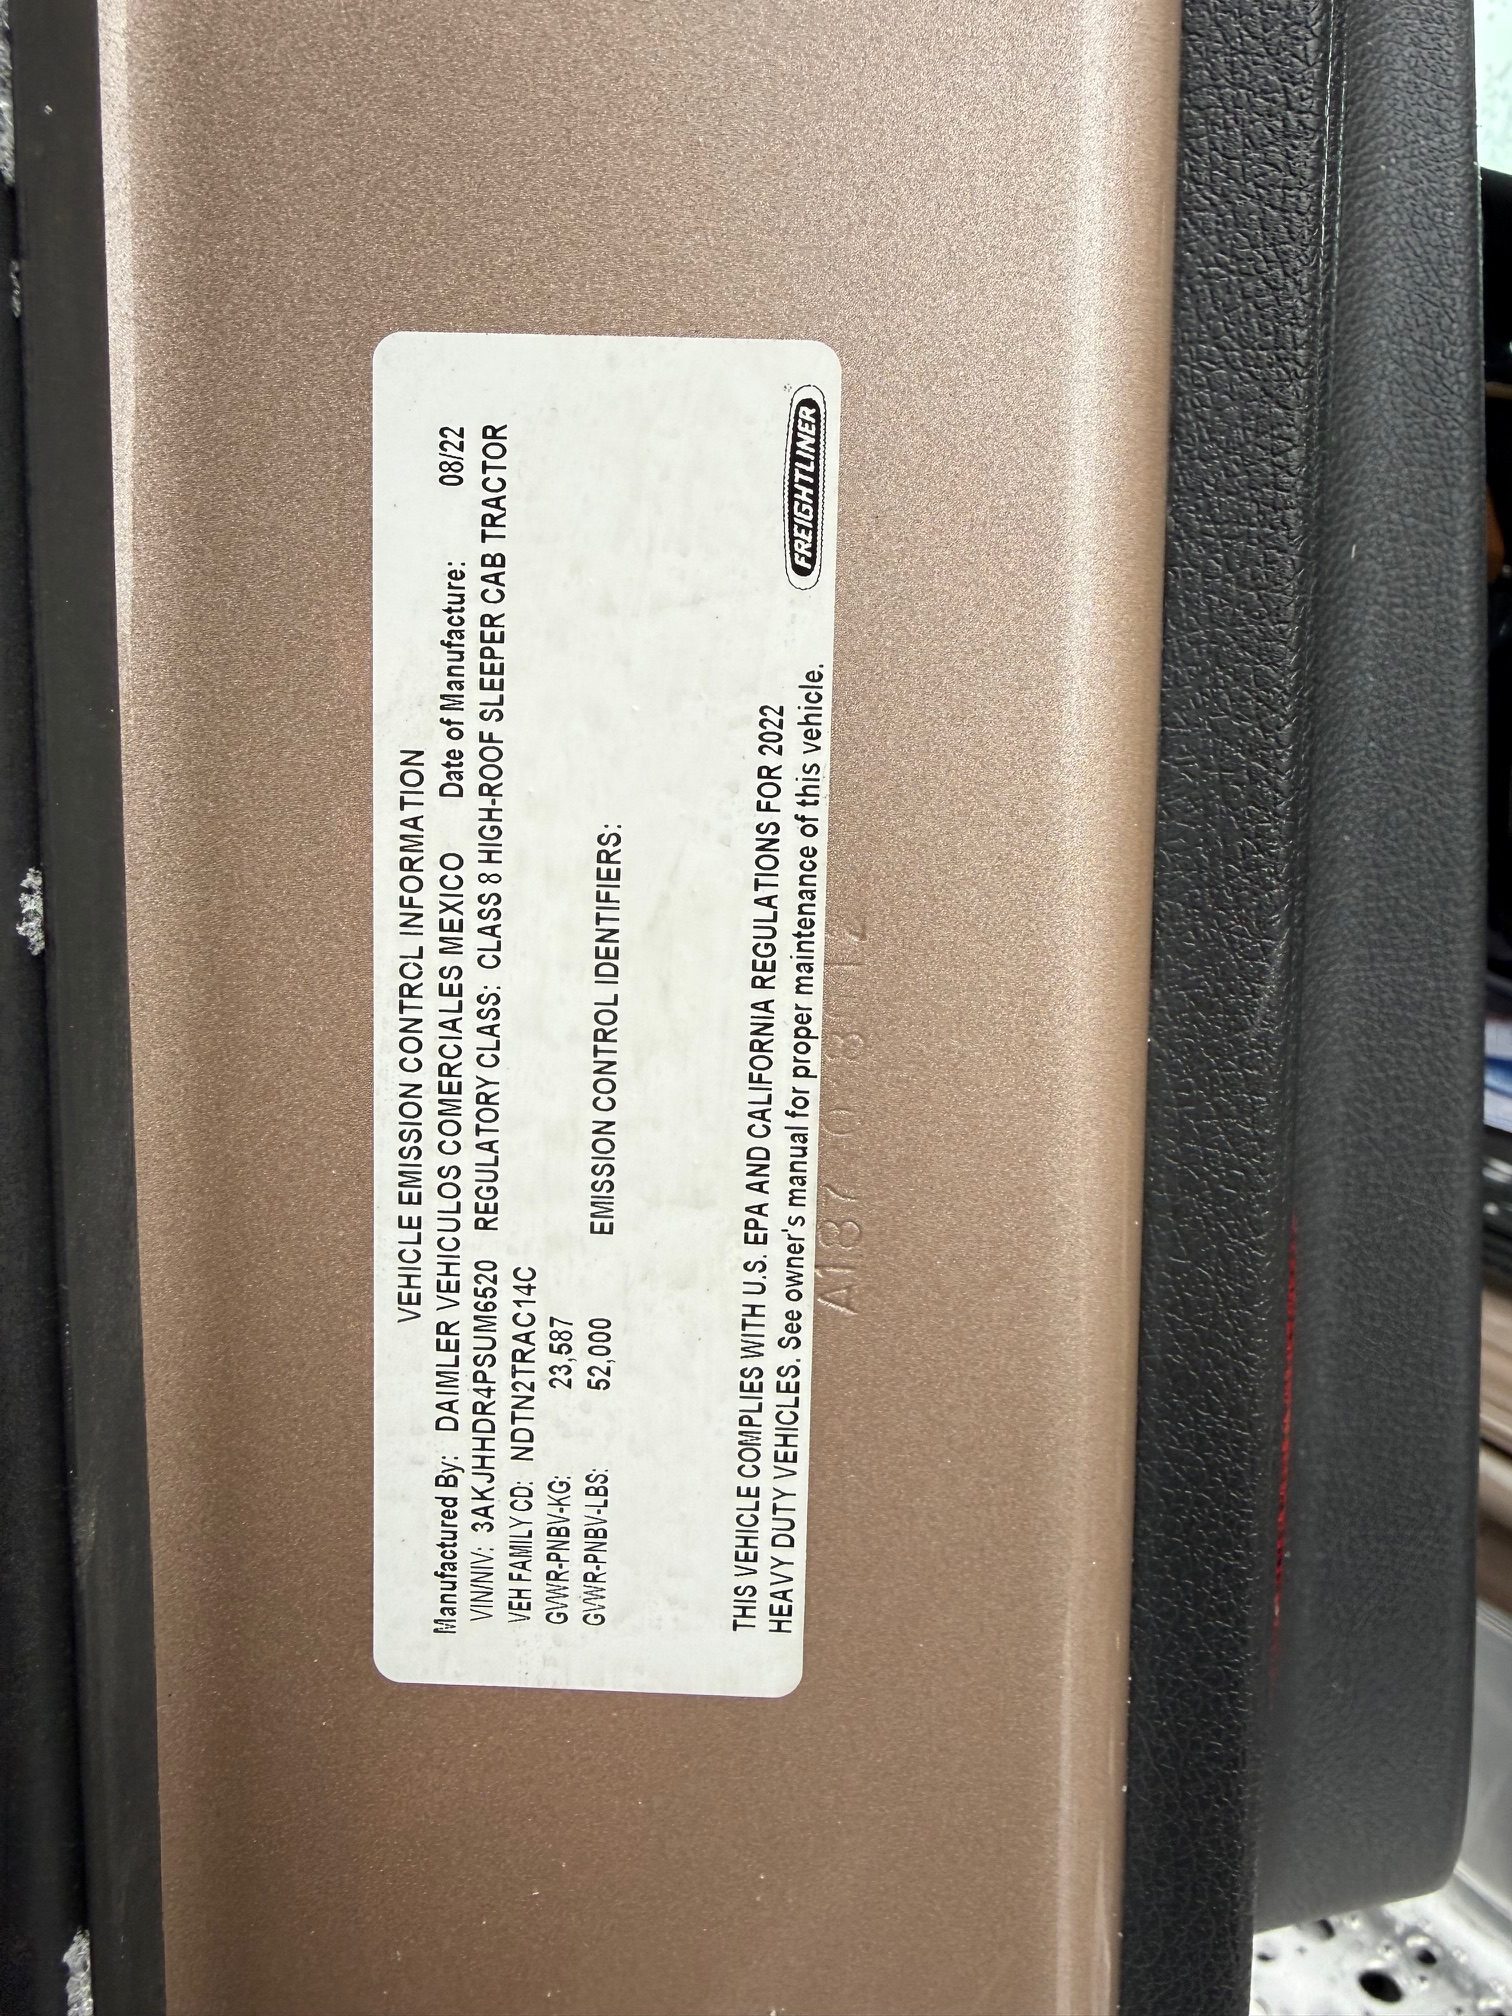 VEHICLE EMISSION CONTROL INFORMATION
Manufactured By: DAIMLER VEHICULOS COMERCIALES MEXICO Date of Manufacture: 08/22
VIN/NIV: 3AKJHHDR4PSUM6520 REGULATORY CLASS: CLASS 8 HIGH-ROOF SLEEPER CAB TRACTOR
VEH FAMILY CD: NDTN2TRAC14C
GVWR-PNBV-KG: 23,587
GVWR-PNBV-LBS: 52,000 EMISSION CONTROL IDENTIFIERS:
THIS VEHICLE COMPLIES WITH U.S. EPA AND CALIFORNIA REGULATIONS FOR 2022
HEAVY DUTY VEHICLES. See owner's manual for proper maintenance of this vehicle.
FREIGHTLINER